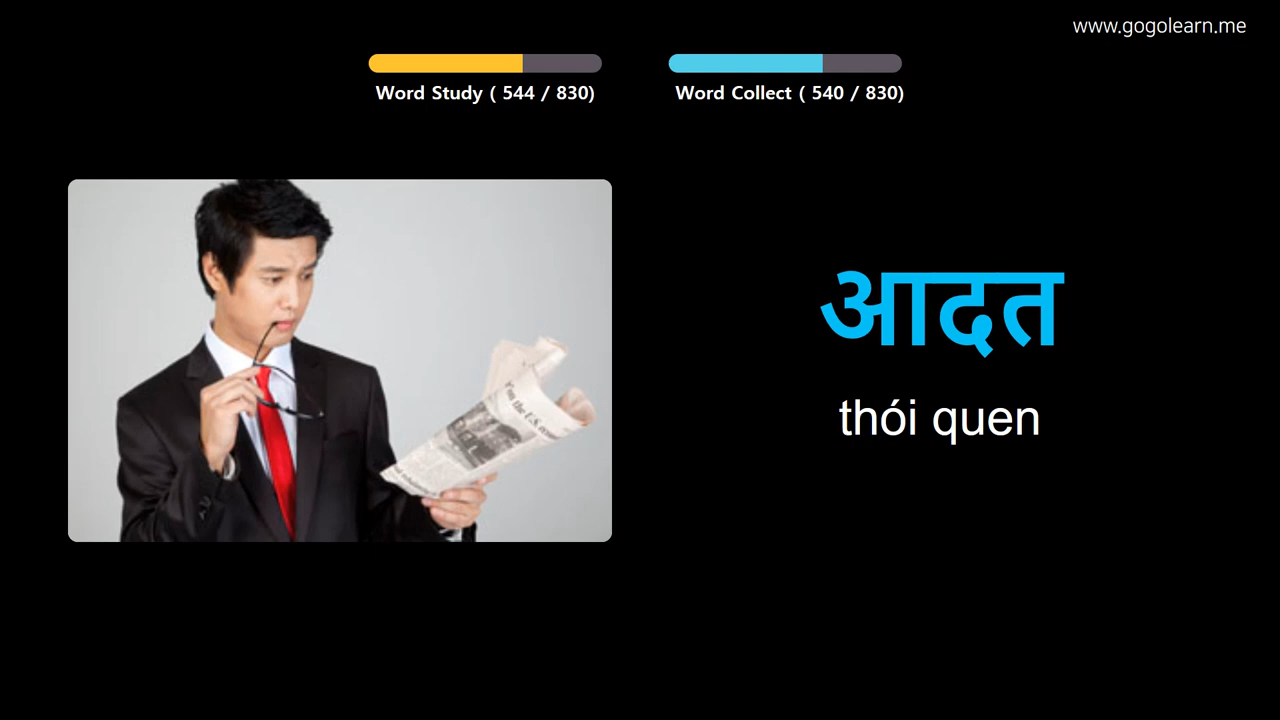 www.gogolearn.me
Word Study ( 544 / 830)
Word Collect ( 540 / 830)
आदत
thói quen